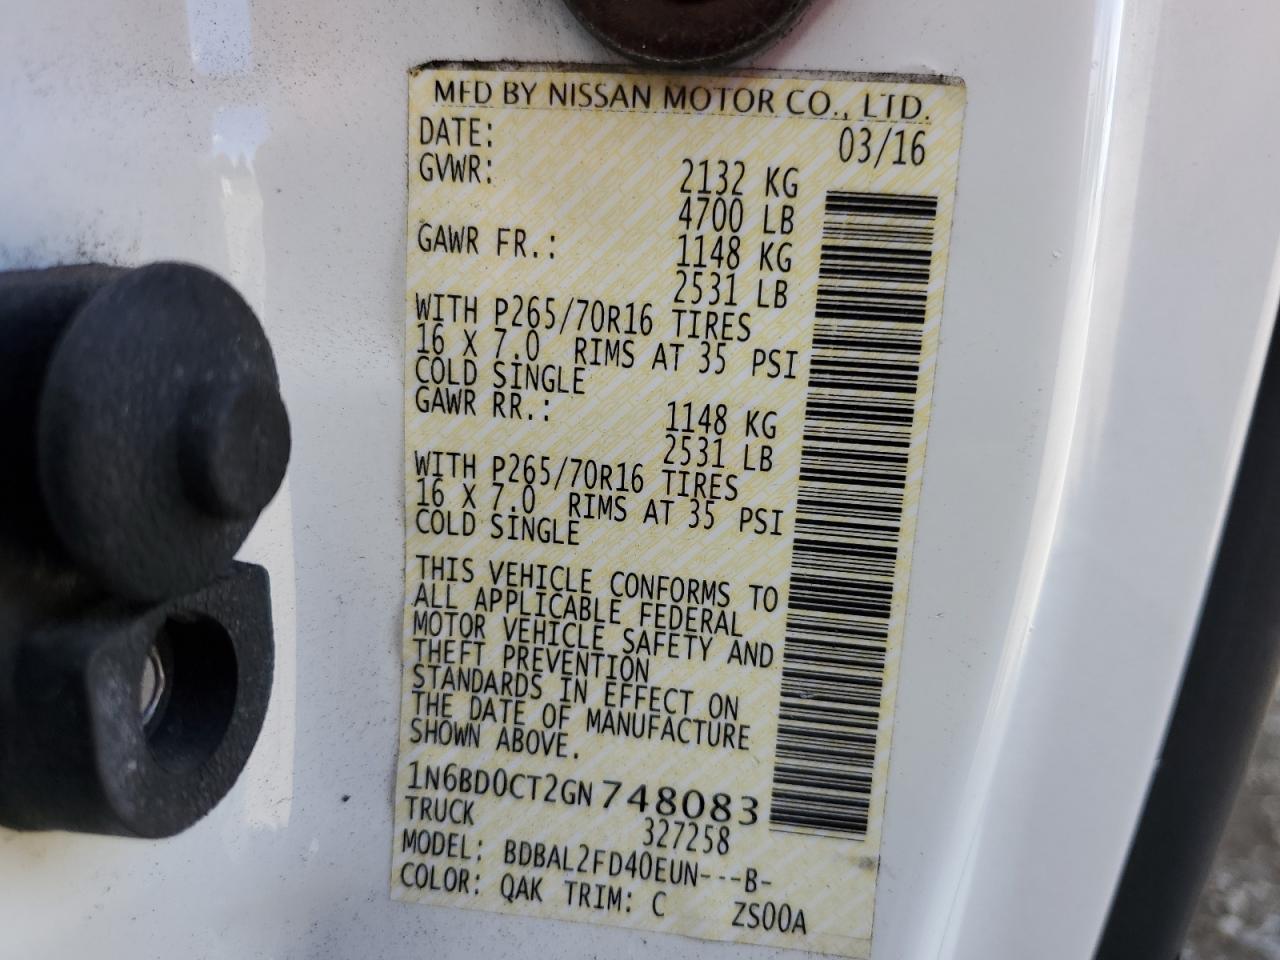 MFD BY NISSAN MOTOR CO., LTD.
DATE: 03/16
GVWR: 2132 KG
4700 LB
GAWR FR.: 1148 KG
2531 LB
WITH P265/70R16 TIRES
16 X 7.0 RIMS AT 35 PSI
COLD SINGLE
GAWR RR.: 1148 KG
2531 LB
WITH P265/70R16 TIRES
16 X 7.0 RIMS AT 35 PSI
COLD SINGLE
THIS VEHICLE CONFORMS TO
ALL APPLICABLE FEDERAL
MOTOR VEHICLE SAFETY AND
THEFT PREVENTION
STANDARDS IN EFFECT ON
THE DATE OF MANUFACTURE
SHOWN ABOVE.
1N6BD0CT2GN748083
TRUCK 327258
MODEL: BDBAL2FD40EUN---B-
COLOR: QAK TRIM: C ZS00A